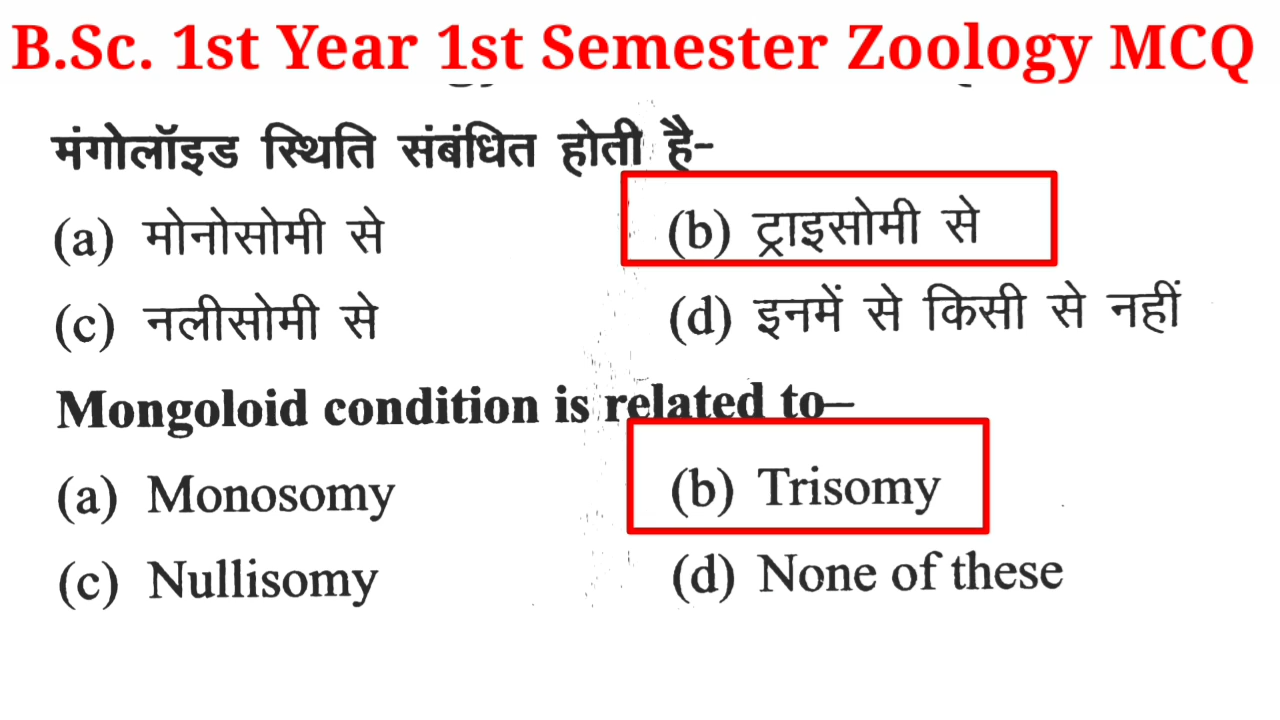 B.Sc. 1st Year 1st Semester Zoology MCQ
मंगोलॉइड स्थिति संबंधित होती है-
(a) मोनोसोमी से (b) ट्राइसोमी से
(c) नलीसोमी से (d) इनमें से किसी से नहीं
Mongoloid condition is related to–
(a) Monosomy (b) Trisomy
(c) Nullisomy (d) None of these